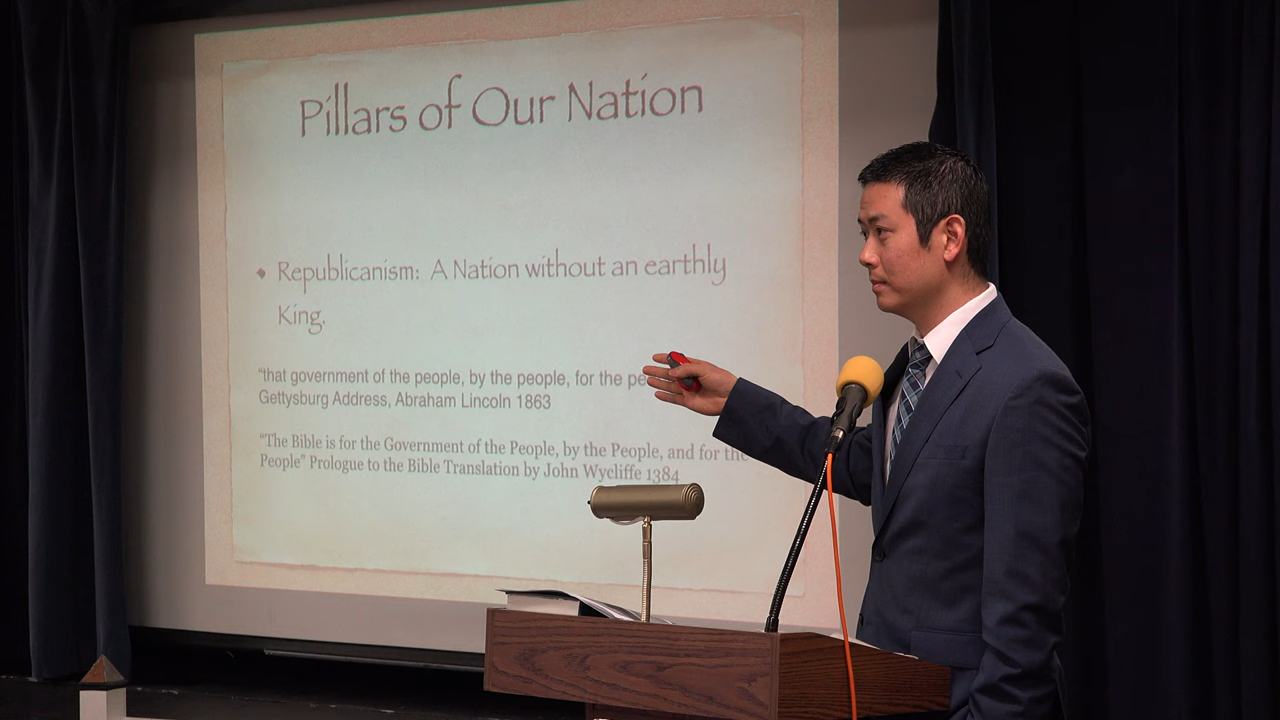 Pillars of Our Nation
Republicanism: A Nation without an earthly
King.
“that government of the people, by the people, for the
Gettysburg Address, Abraham Lincoln 1863
“The Bible is for the Government of the People, by the People, and for the
People” Prologue to the Bible Translation by John Wycliffe 1384